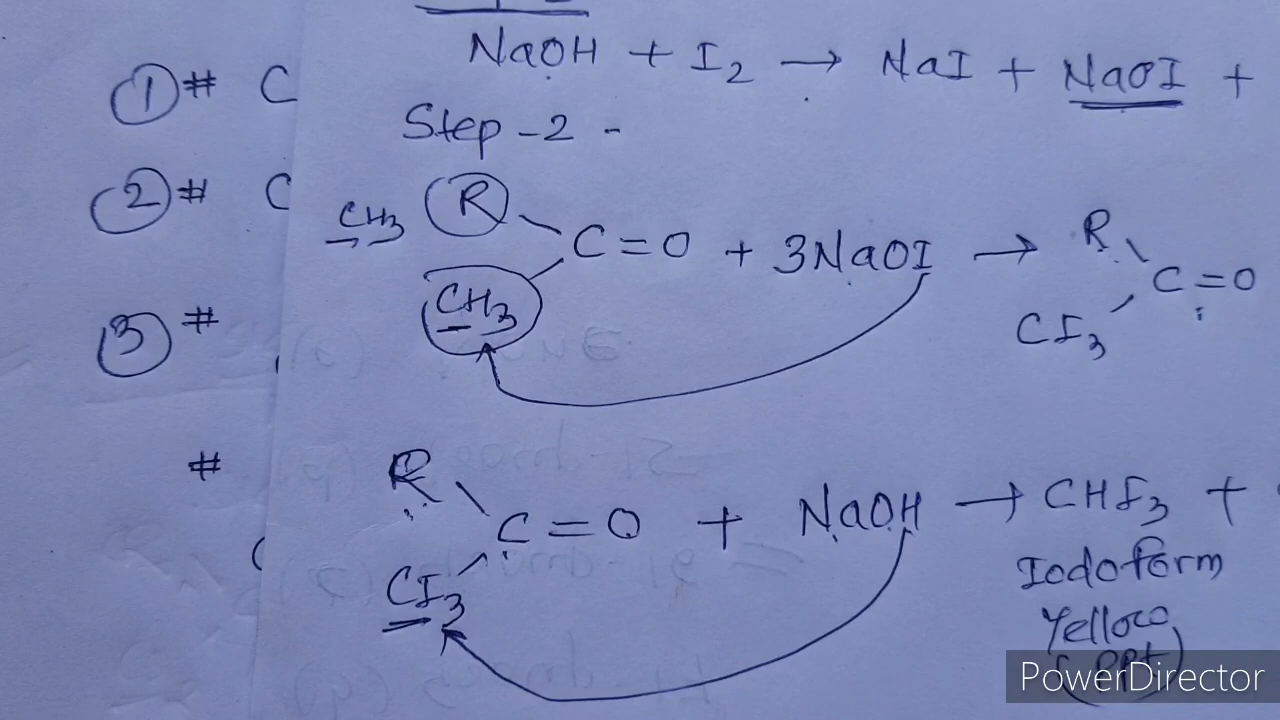 NaOH + I2 → NaI + NaOI +
① # C
Step -2 -
② # C
CH3 R
C=O + 3NaOI → R
C=O
CH3 CI3
③ #
# R
C=O + NaOH → CHI3 +
CI3 Iodoform
Yellow
(PPt)
PowerDirector